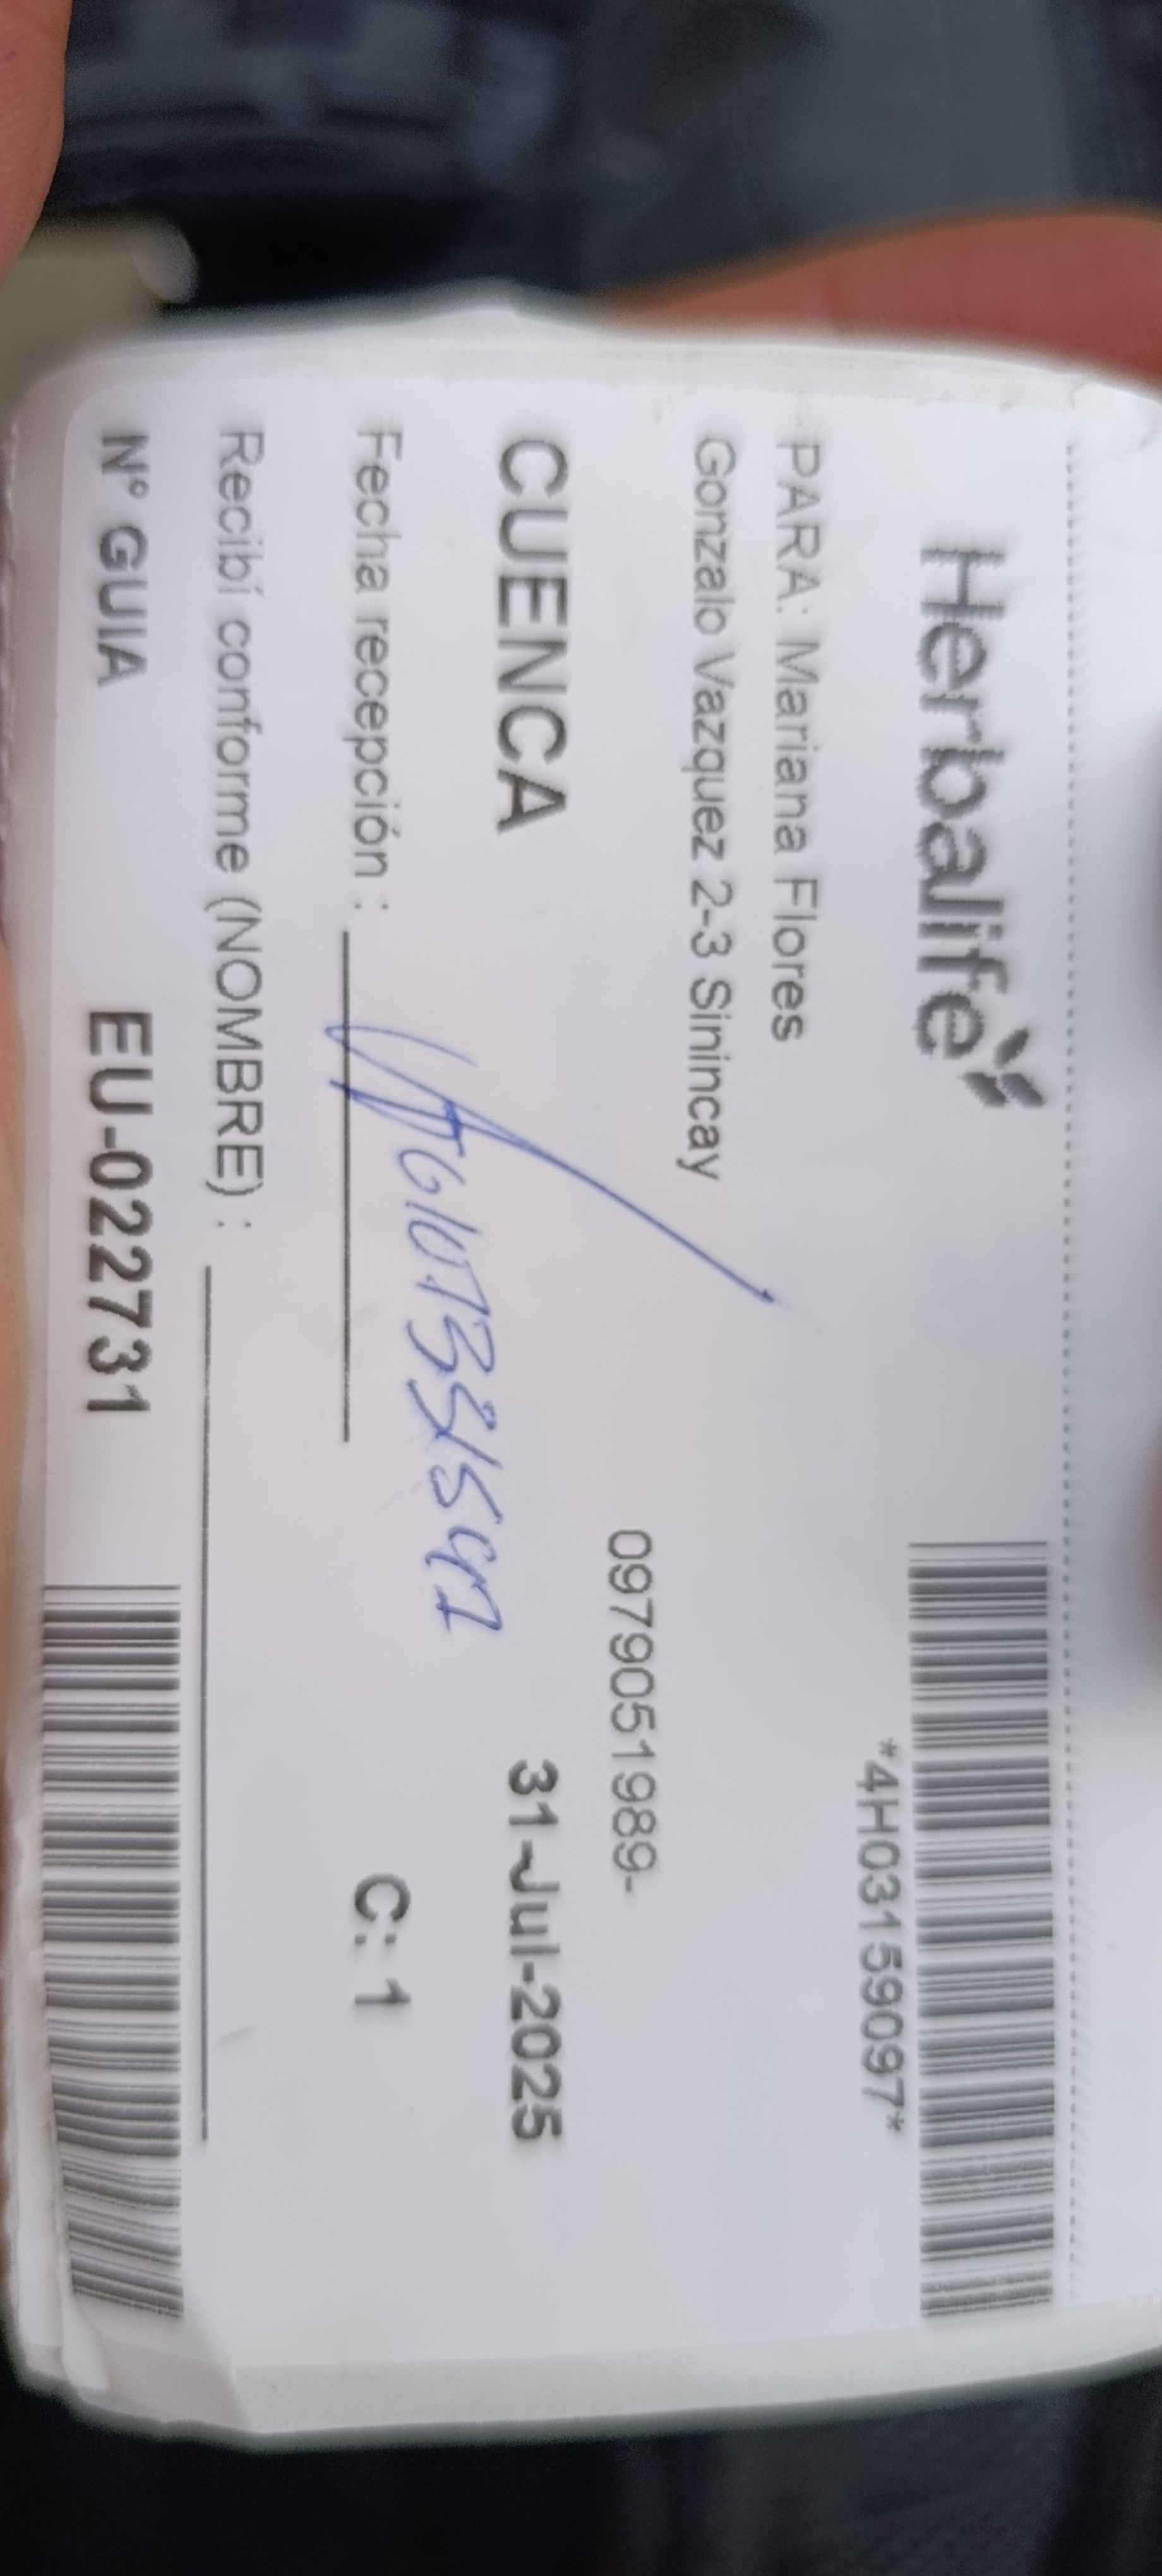 Herbalife
*4H03159097*
PARA: Mariana Flores
Gonzalo Vazquez 2-3 Sinincay
0979051989-
CUENCA
31-Jul-2025
Fecha recepción :
C: 1
Recibí conforme (NOMBRE) :
N° GUIA
EU-022731